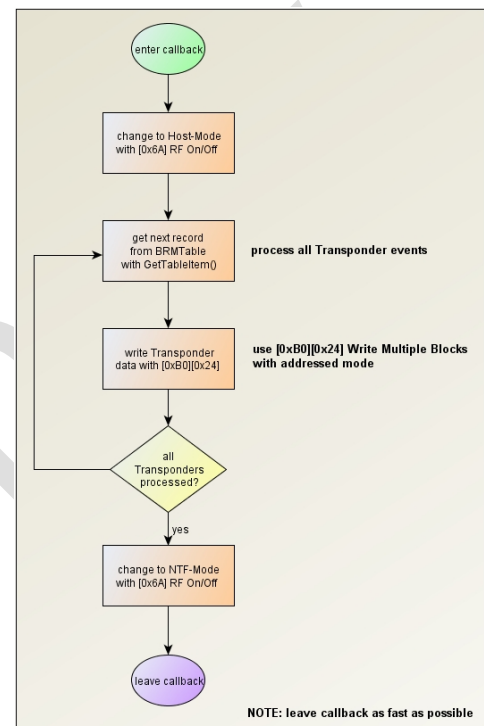 enter callback
change to Host-Mode
with [0x6A] RF On/Off
get next record
from BRMTable
with GetTableItem()
process all Transponder events
write Transponder
data with [0xB0][0x24]
use [0xB0][0x24] Write Multiple Blocks
with addressed mode
all
Transponders
processed?
yes
change to NTF-Mode
with [0x6A] RF On/Off
leave callback
NOTE: leave callback as fast as possible